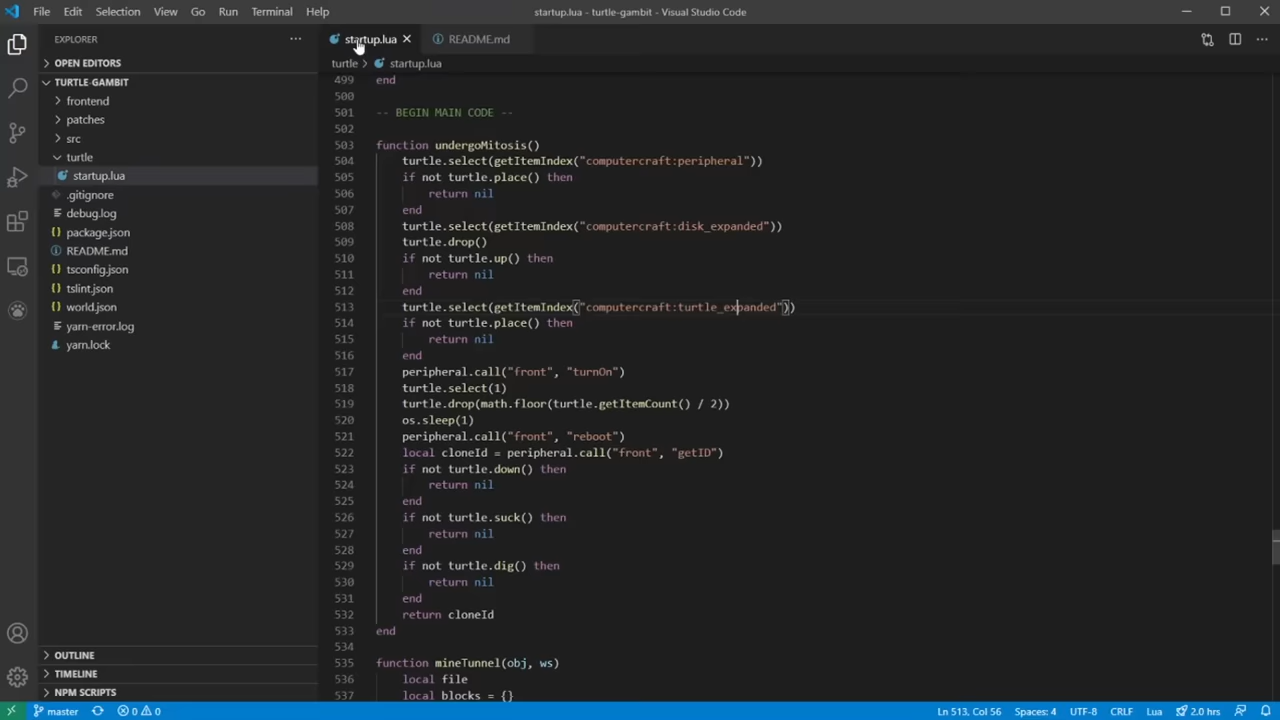 File Edit Selection View Go Run Terminal Help
startup.lua - turtle-gambit - Visual Studio Code
EXPLORER
OPEN EDITORS
TURTLE-GAMBIT
frontend
patches
src
turtle
startup.lua
.gitignore
debug.log
package.json
README.md
tsconfig.json
tslint.json
world.json
yarn-error.log
yarn.lock
OUTLINE
TIMELINE
NPM SCRIPTS
startup.lua README.md
turtle > startup.lua
499 end
500
501 -- BEGIN MAIN CODE --
502
503 function undergoMitosis()
504 turtle.select(getItemIndex("computercraft:peripheral"))
505 if not turtle.place() then
506 return nil
507 end
508 turtle.select(getItemIndex("computercraft:disk_expanded"))
509 turtle.drop()
510 if not turtle.up() then
511 return nil
512 end
513 turtle.select(getItemIndex("computercraft:turtle_expanded"))
514 if not turtle.place() then
515 return nil
516 end
517 peripheral.call("front", "turnOn")
518 turtle.select(1)
519 turtle.drop(math.floor(turtle.getItemCount() / 2))
520 os.sleep(1)
521 peripheral.call("front", "reboot")
522 local cloneId = peripheral.call("front", "getID")
523 if not turtle.down() then
524 return nil
525 end
526 if not turtle.suck() then
527 return nil
528 end
529 if not turtle.dig() then
530 return nil
531 end
532 return cloneId
533 end
534
535 function mineTunnel(obj, ws)
536 local file
537 local blocks = {}
master 0 0 Ln 513, Col 56 Spaces: 4 UTF-8 CRLF Lua 2.0 hrs